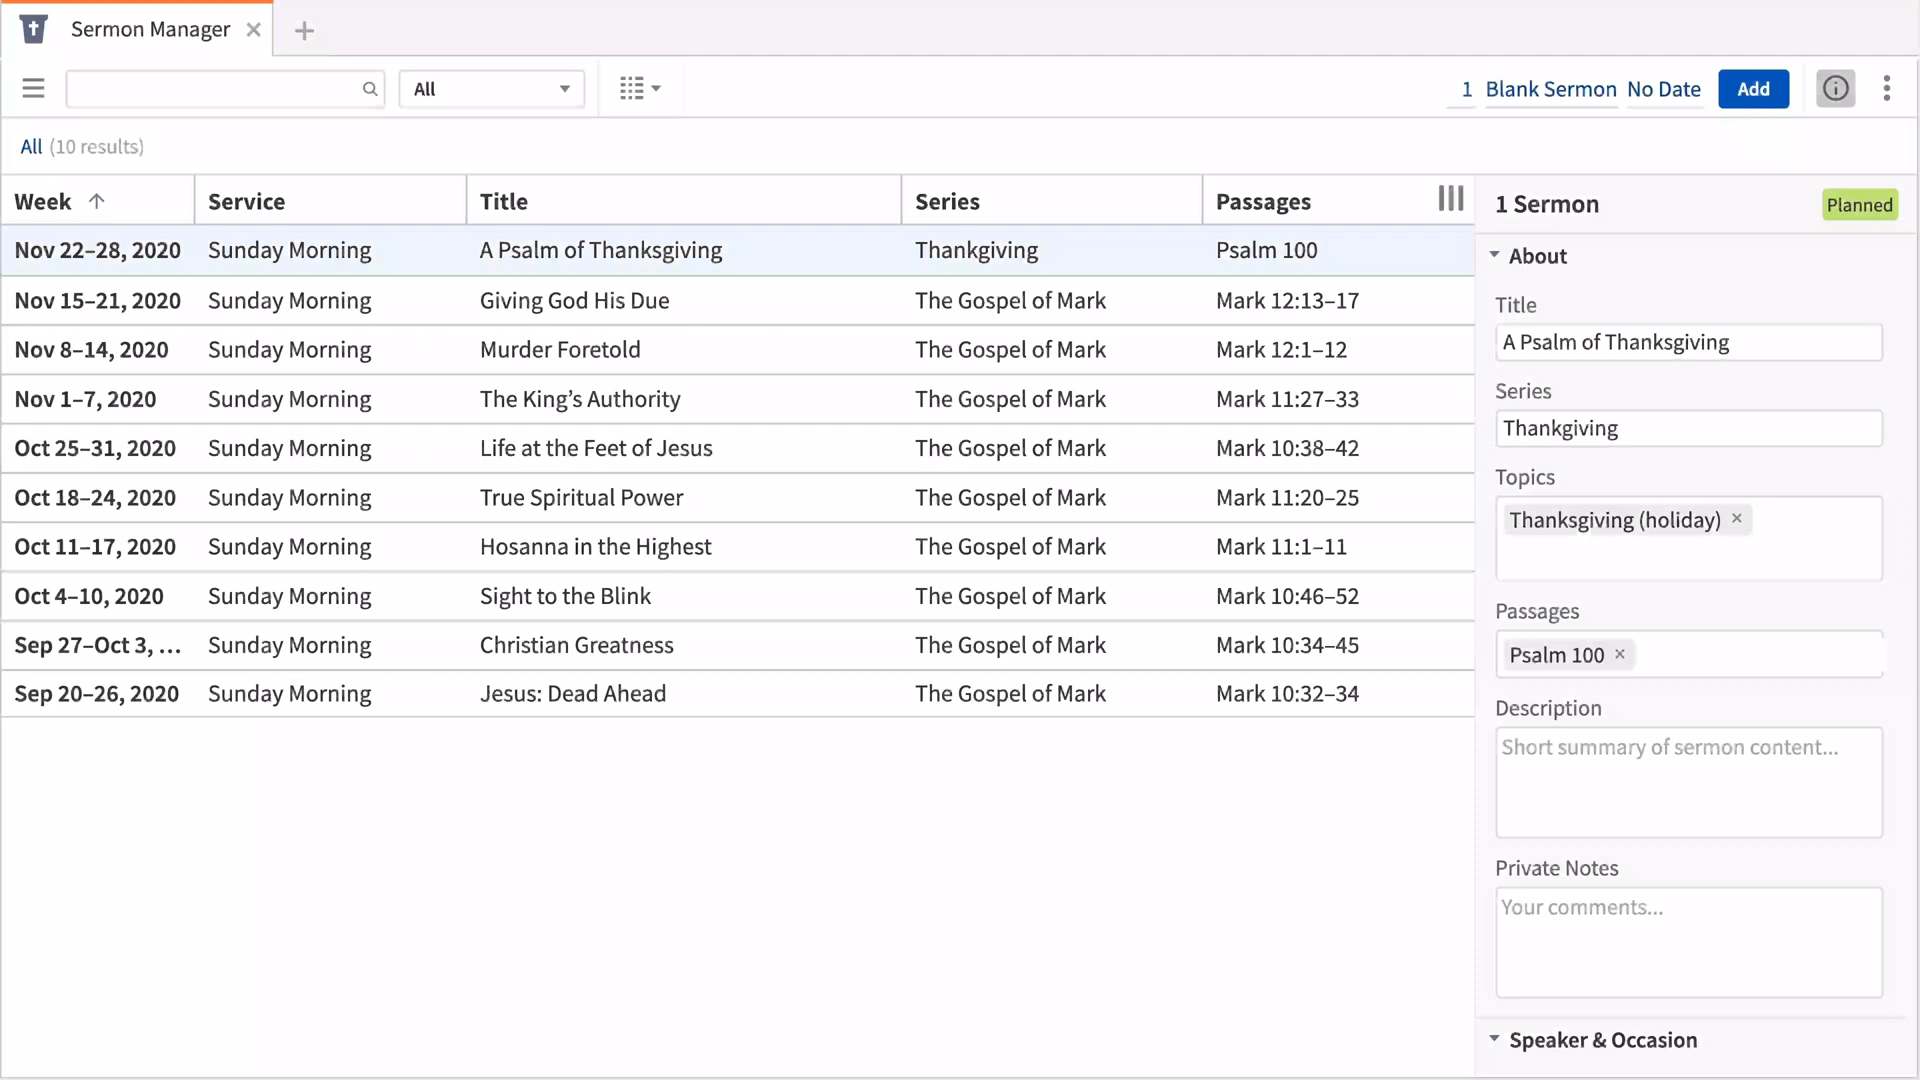 Sermon Manager
All
1 Blank Sermon No Date Add
All (10 results)
Week Service Title Series Passages
Nov 22–28, 2020 Sunday Morning A Psalm of Thanksgiving Thankgiving Psalm 100
Nov 15–21, 2020 Sunday Morning Giving God His Due The Gospel of Mark Mark 12:13–17
Nov 8–14, 2020 Sunday Morning Murder Foretold The Gospel of Mark Mark 12:1–12
Nov 1–7, 2020 Sunday Morning The King’s Authority The Gospel of Mark Mark 11:27–33
Oct 25–31, 2020 Sunday Morning Life at the Feet of Jesus The Gospel of Mark Mark 10:38–42
Oct 18–24, 2020 Sunday Morning True Spiritual Power The Gospel of Mark Mark 11:20–25
Oct 11–17, 2020 Sunday Morning Hosanna in the Highest The Gospel of Mark Mark 11:1–11
Oct 4–10, 2020 Sunday Morning Sight to the Blink The Gospel of Mark Mark 10:46–52
Sep 27–Oct 3, ... Sunday Morning Christian Greatness The Gospel of Mark Mark 10:34–45
Sep 20–26, 2020 Sunday Morning Jesus: Dead Ahead The Gospel of Mark Mark 10:32–34
1 Sermon Planned
About
Title
A Psalm of Thanksgiving
Series
Thankgiving
Topics
Thanksgiving (holiday)
Passages
Psalm 100
Description
Short summary of sermon content...
Private Notes
Your comments...
Speaker & Occasion